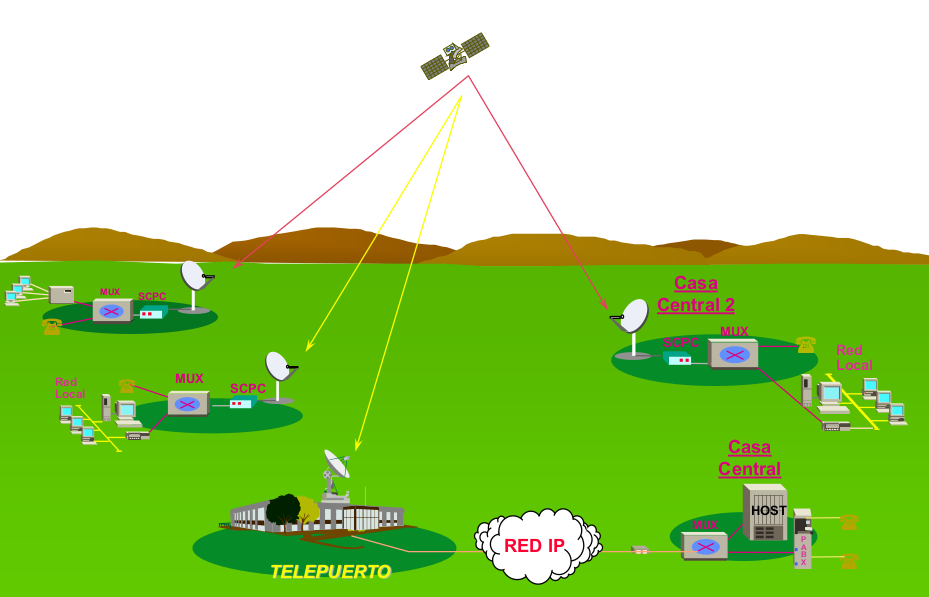 MUX
SCPC
Casa
Central 2
MUX
SCPC
Red
Local
Red
Local
MUX
SCPC
Casa
Central
HOST
MUX
PABX
RED IP
TELEPUERTO